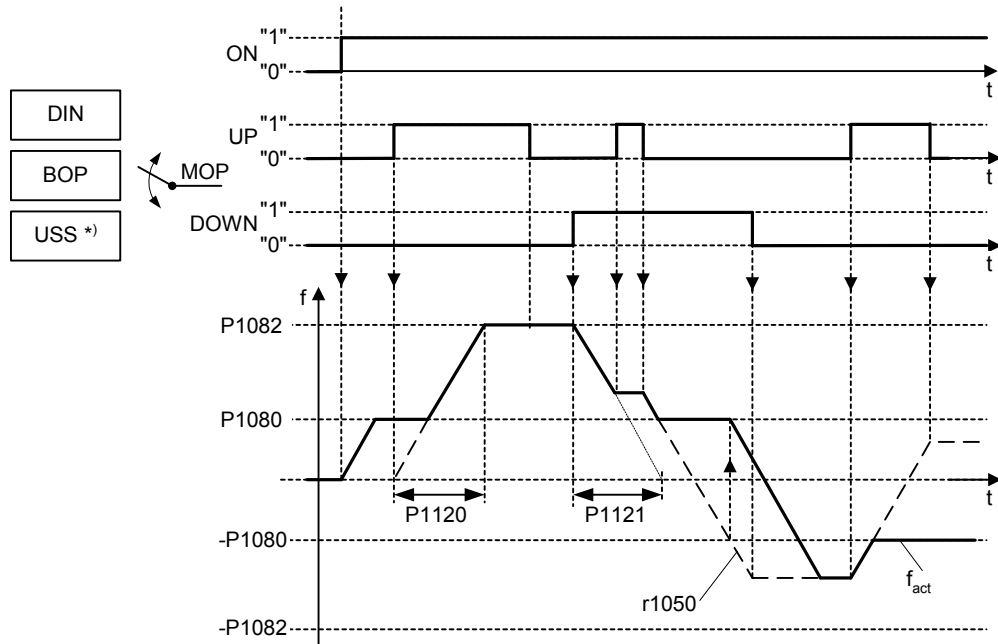 ON "1"
"0"
t
DIN
UP "1"
"0"
t
BOP
MOP
USS *)
DOWN "1"
"0"
t
f
P1082
P1080
t
P1120
P1121
-P1080
r1050
fact
-P1082